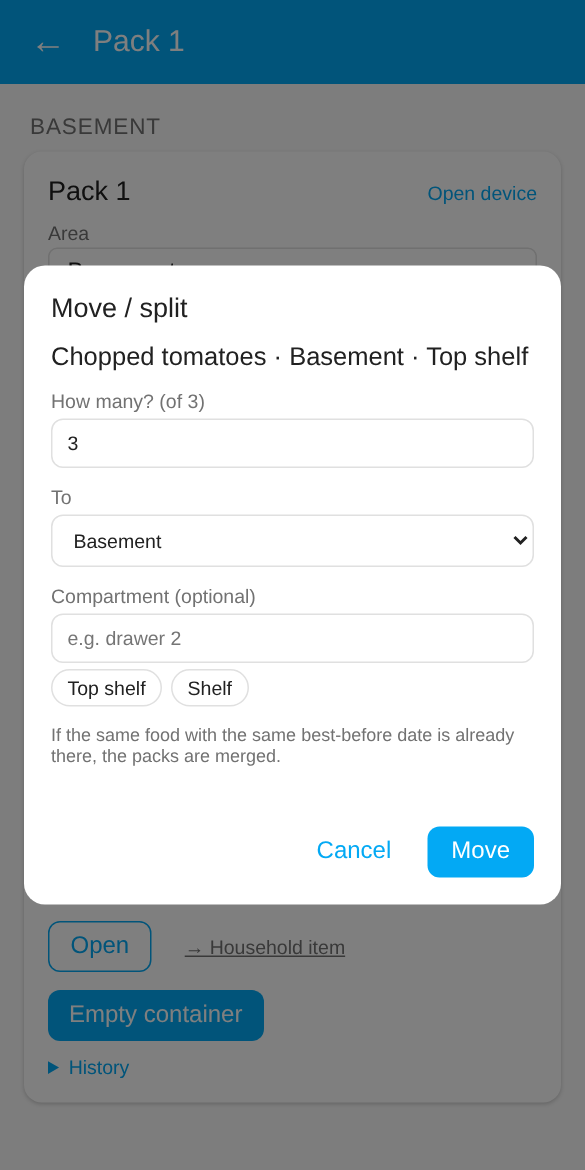 ← Pack 1
BASEMENT
Pack 1
Open device
Area
Move / split
Chopped tomatoes · Basement · Top shelf
How many? (of 3)
3
To
Basement
Compartment (optional)
e.g. drawer 2
Top shelf
Shelf
If the same food with the same best-before date is already
there, the packs are merged.
Cancel
Move
Open
→ Household item
Empty container
History